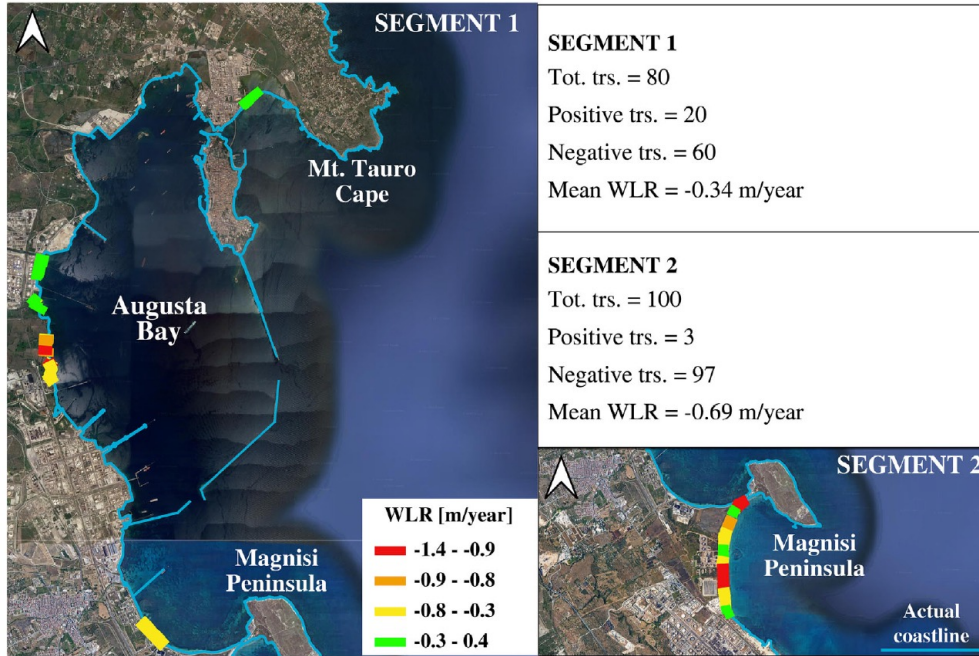 SEGMENT 1
Mt. Tauro
Cape
Augusta
Bay
Magnisi
Peninsula
WLR [m/year]
-1.4 - -0.9
-0.9 - -0.8
-0.8 - -0.3
-0.3 - 0.4
SEGMENT 1
Tot. trs. = 80
Positive trs. = 20
Negative trs. = 60
Mean WLR = -0.34 m/year
SEGMENT 2
Tot. trs. = 100
Positive trs. = 3
Negative trs. = 97
Mean WLR = -0.69 m/year
SEGMENT 2
Magnisi
Peninsula
Actual
coastline